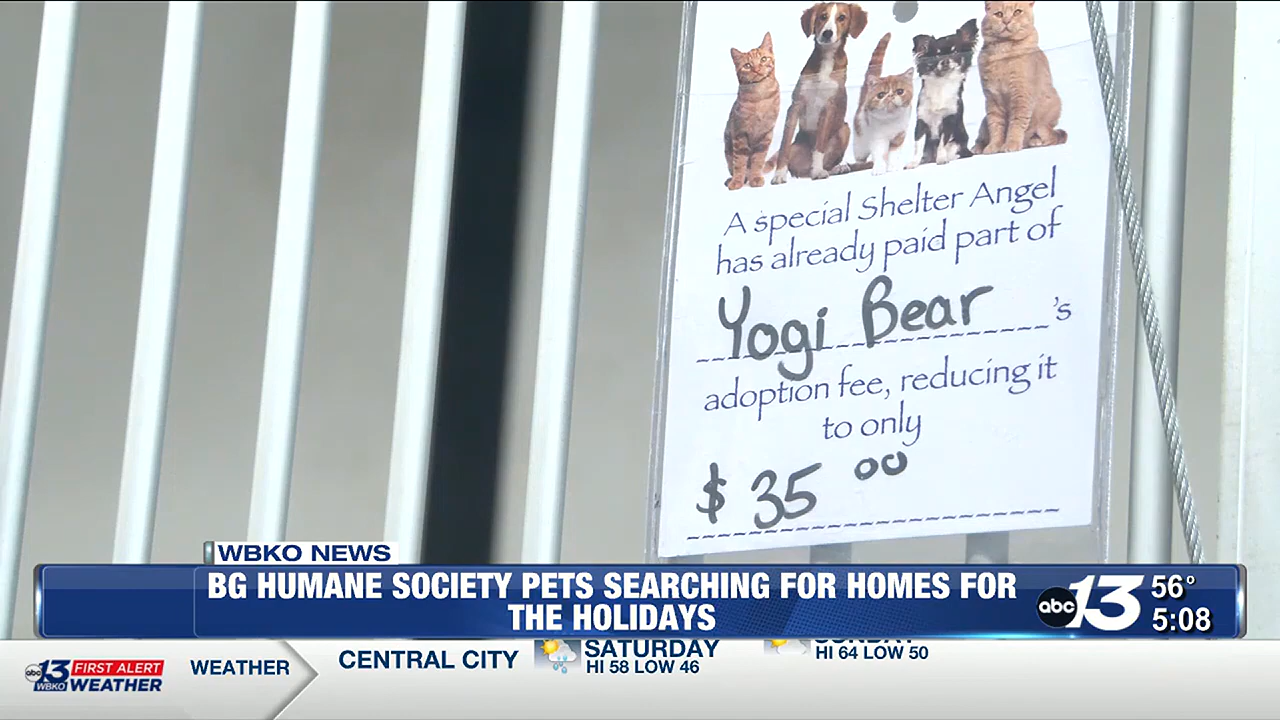 A special Shelter Angel
has already paid part of
Yogi Bear's
adoption fee, reducing it
to only
$35 00
WBKO NEWS
BG HUMANE SOCIETY PETS SEARCHING FOR HOMES FOR
THE HOLIDAYS
abc 13
56°
5:08
abc 13 WBKO FIRST ALERT WEATHER
WEATHER
CENTRAL CITY
SATURDAY
HI 58 LOW 46
SUNDAY
HI 64 LOW 50